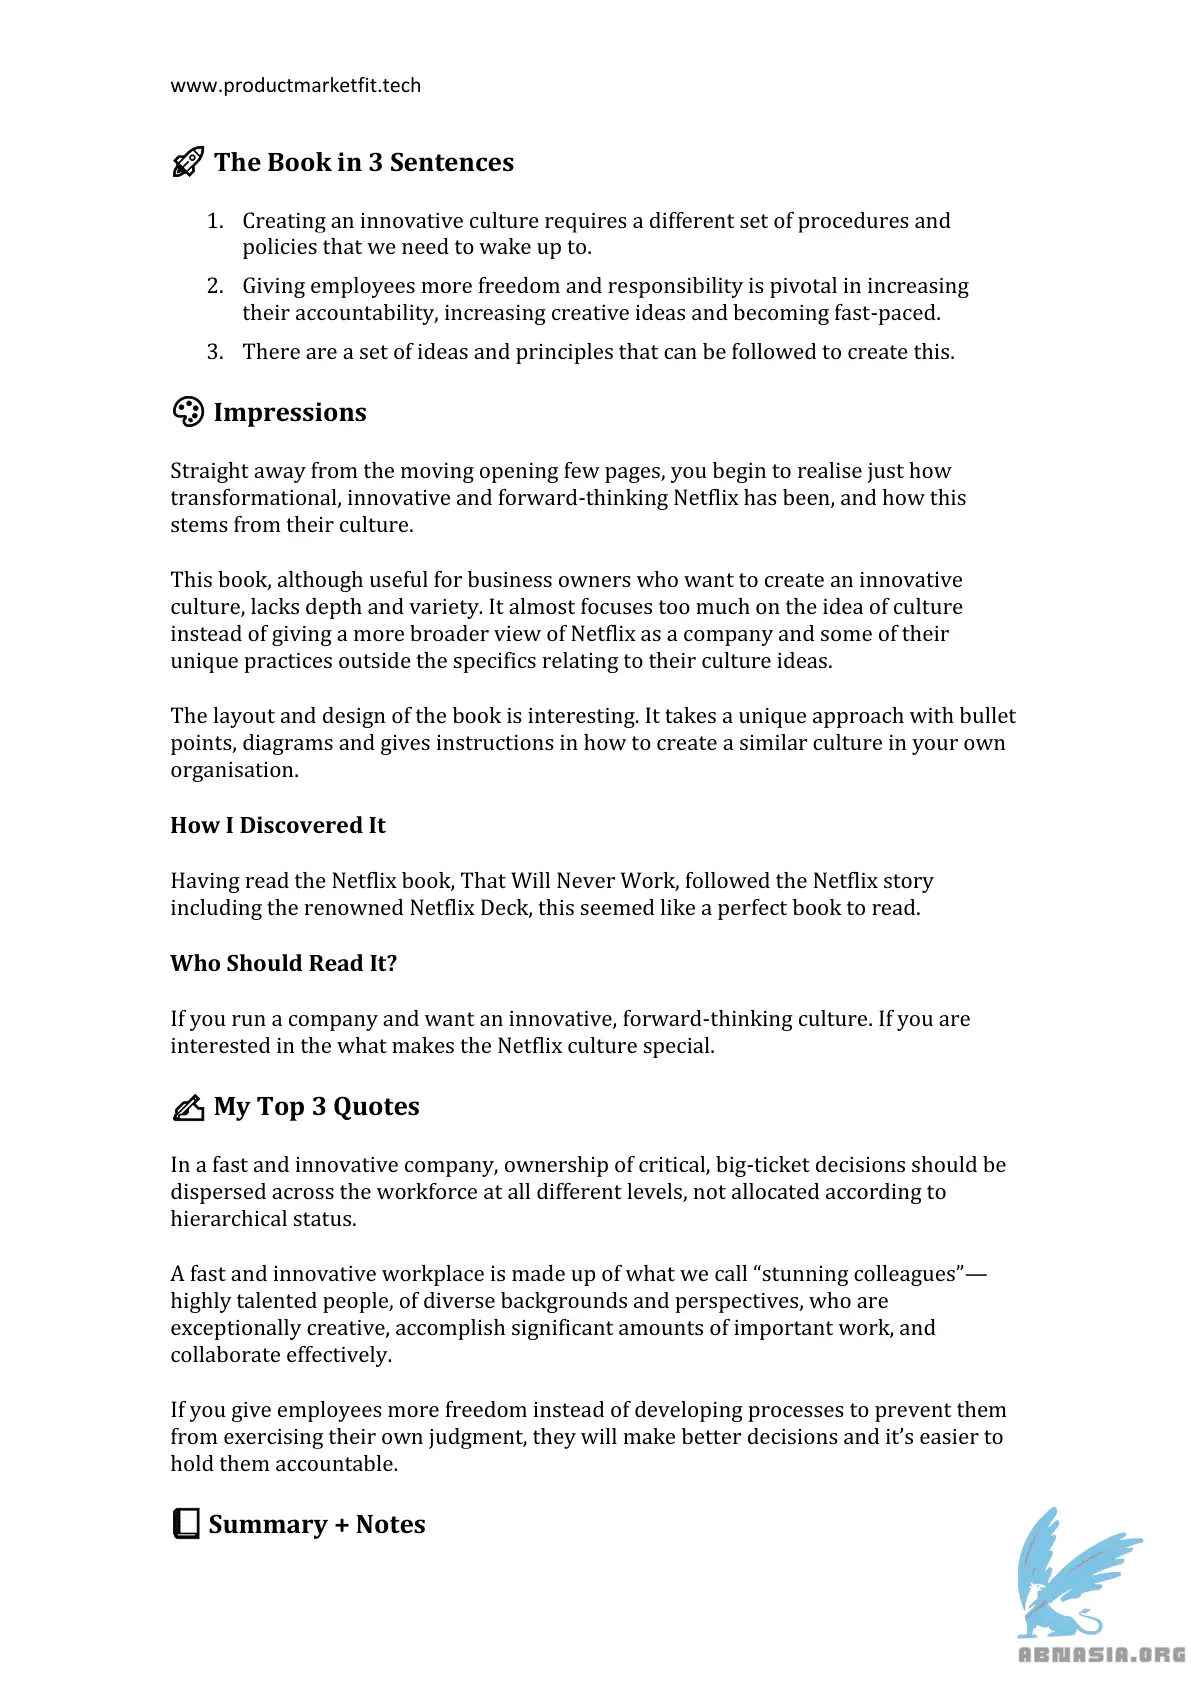 www.productmarketfit.tech
The Book in 3 Sentences
1. Creating an innovative culture requires a different set of procedures and
policies that we need to wake up to.
2. Giving employees more freedom and responsibility is pivotal in increasing
their accountability, increasing creative ideas and becoming fast-paced.
3. There are a set of ideas and principles that can be followed to create this.
Impressions
Straight away from the moving opening few pages, you begin to realise just how
transformational, innovative and forward-thinking Netflix has been, and how this
stems from their culture.
This book, although useful for business owners who want to create an innovative
culture, lacks depth and variety. It almost focuses too much on the idea of culture
instead of giving a more broader view of Netflix as a company and some of their
unique practices outside the specifics relating to their culture ideas.
The layout and design of the book is interesting. It takes a unique approach with bullet
points, diagrams and gives instructions in how to create a similar culture in your own
organisation.
How I Discovered It
Having read the Netflix book, That Will Never Work, followed the Netflix story
including the renowned Netflix Deck, this seemed like a perfect book to read.
Who Should Read It?
If you run a company and want an innovative, forward-thinking culture. If you are
interested in the what makes the Netflix culture special.
My Top 3 Quotes
In a fast and innovative company, ownership of critical, big-ticket decisions should be
dispersed across the workforce at all different levels, not allocated according to
hierarchical status.
A fast and innovative workplace is made up of what we call “stunning colleagues”—
highly talented people, of diverse backgrounds and perspectives, who are
exceptionally creative, accomplish significant amounts of important work, and
collaborate effectively.
If you give employees more freedom instead of developing processes to prevent them
from exercising their own judgment, they will make better decisions and it’s easier to
hold them accountable.
Summary + Notes
ABNASIA.ORG